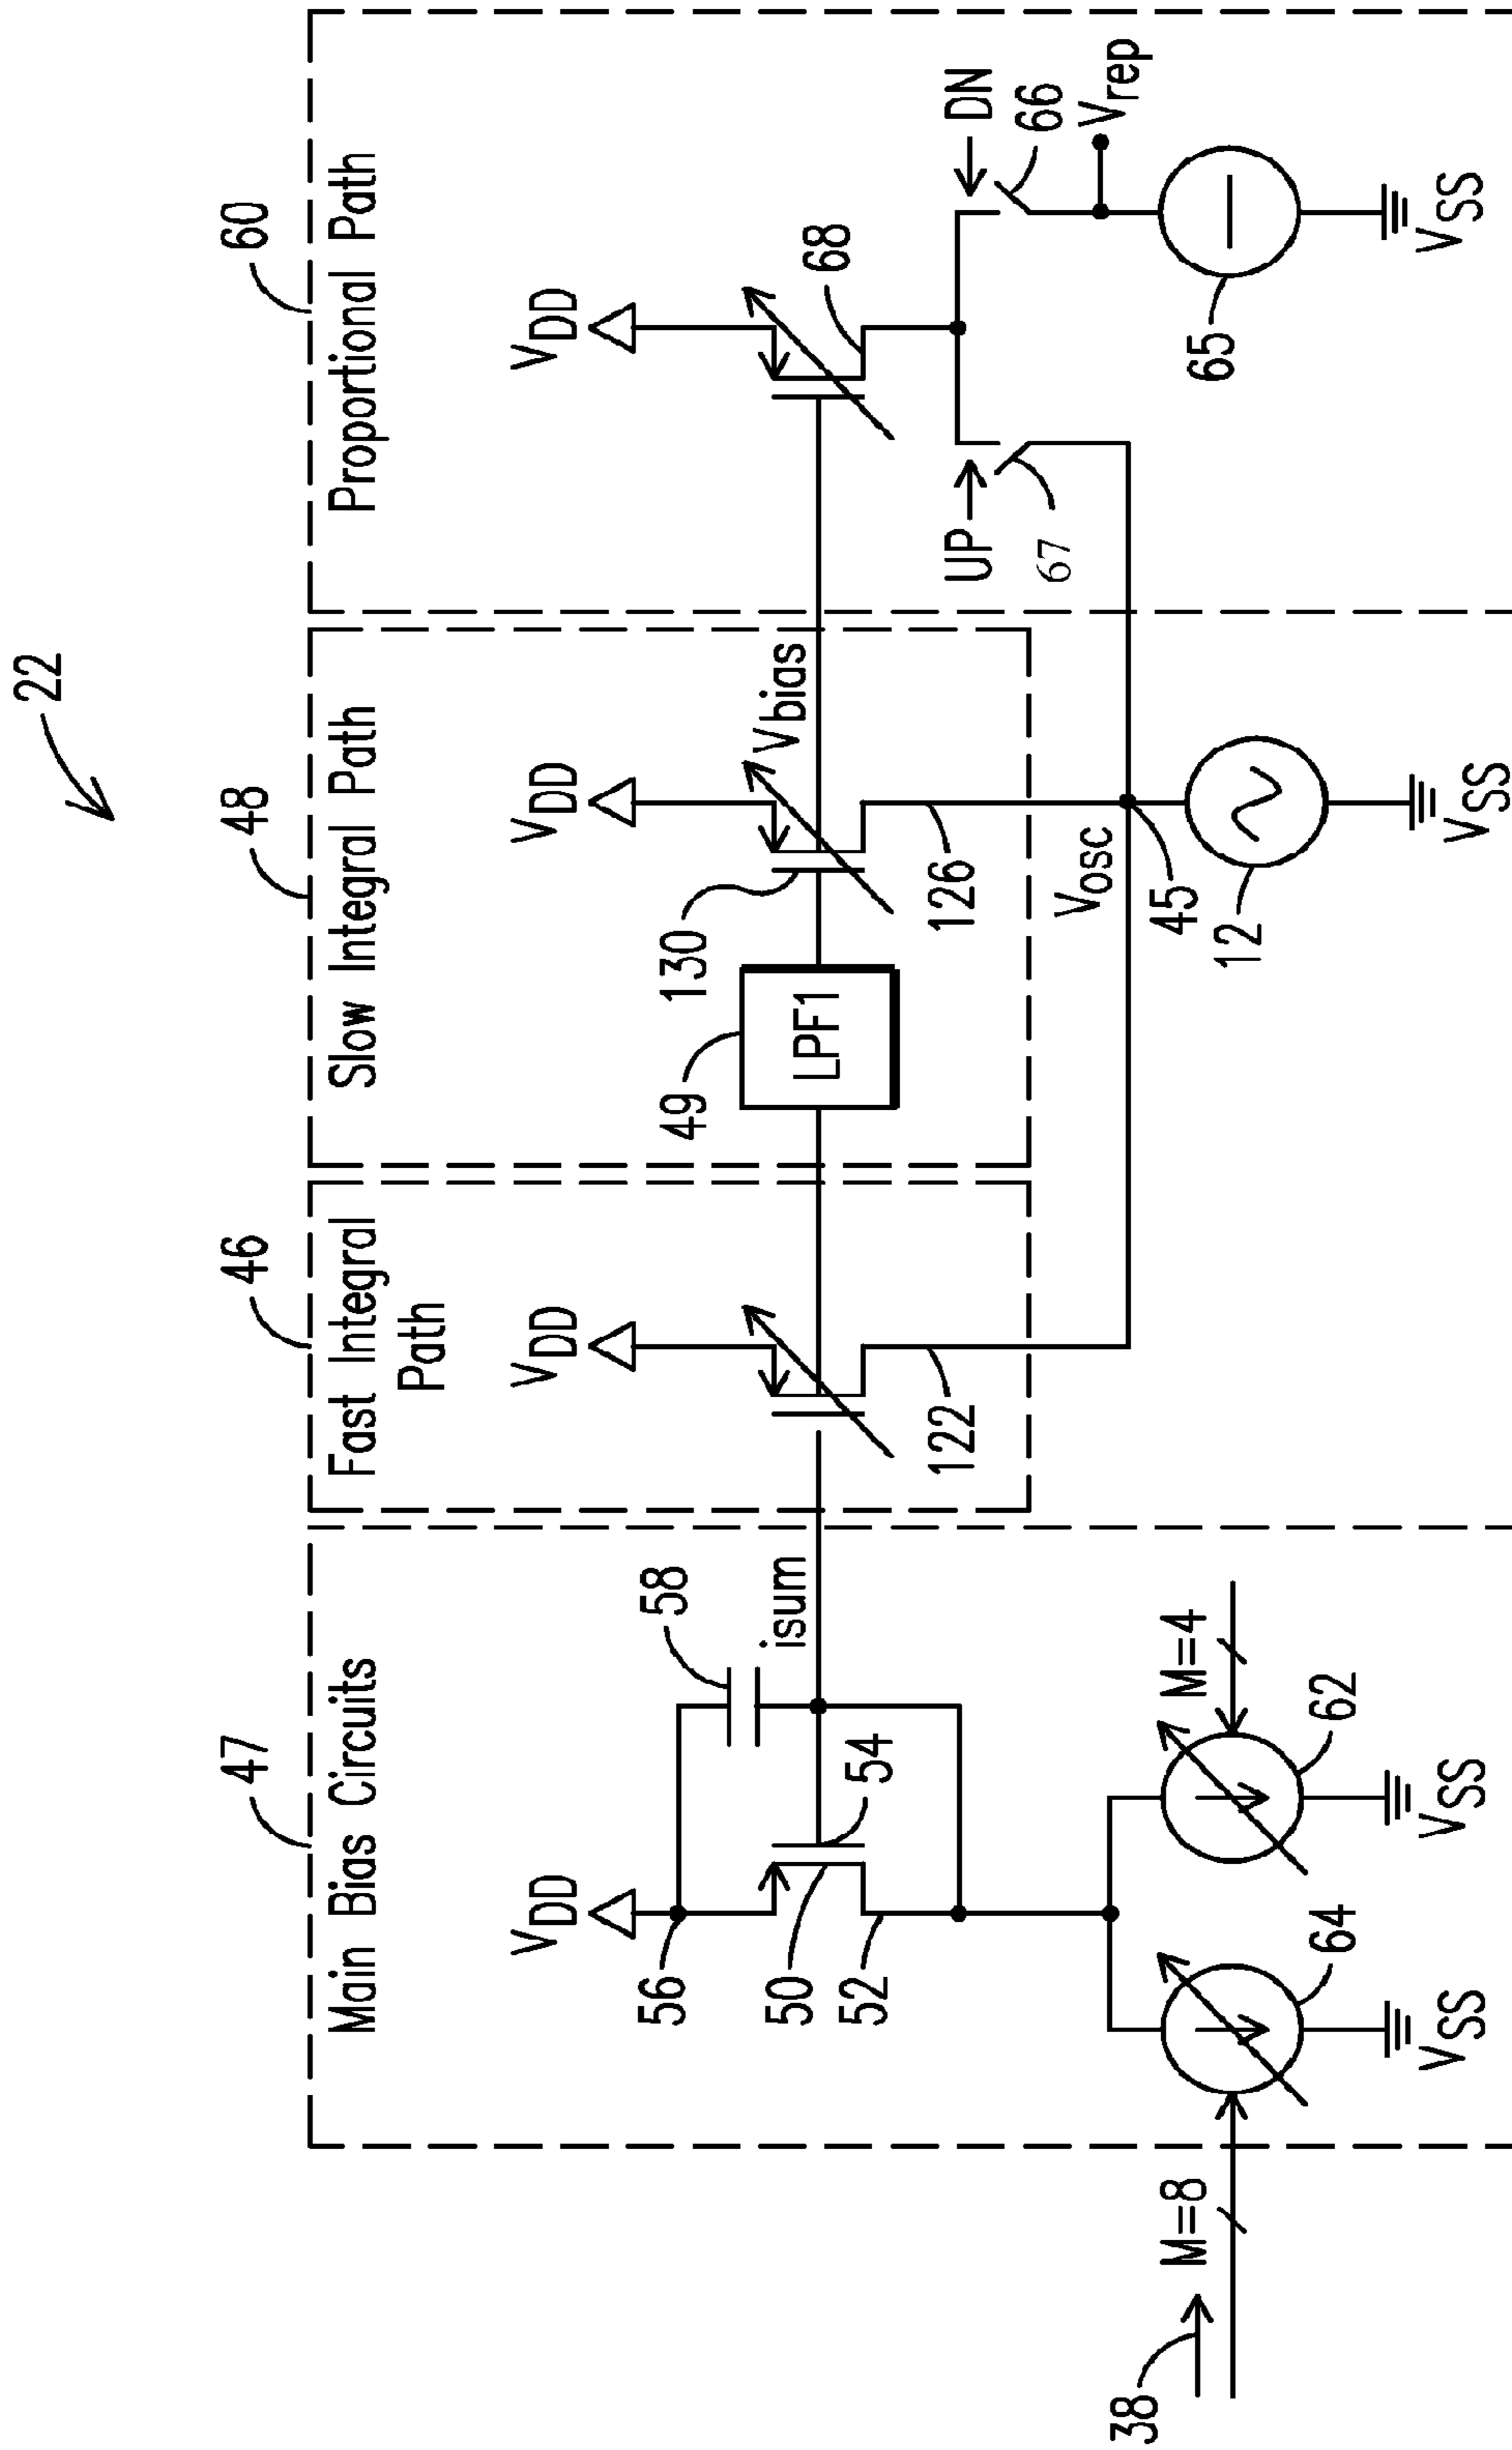 22
47
46
48
60
Main Bias Circuits
Fast Integral
Path
Slow Integral Path
Proportional Path
VDD
VDD
VDD
VDD
56
58
50
52
54
isum
49
LPF1
130
Vbias
68
122
126
UP
67
DN
66
Vrep
Vosc
45
12
65
38
M=8
64
M=4
62
VSS
VSS
VSS
VSS